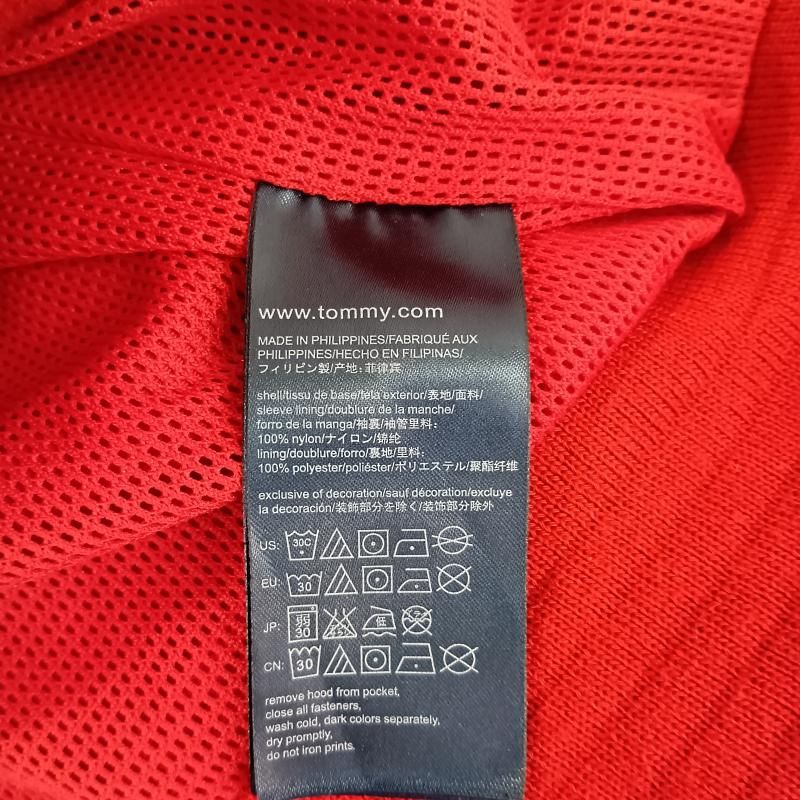 www.tommy.com
MADE IN PHILIPPINES/FABRIQUÉ AUX
PHILIPPINES/HECHO EN FILIPINAS/
フィリピン製/产地: 菲律宾
shell/tissu de base/tela exterior/表地/面料/
sleeve lining/doublure de la manche/
forro de la manga/袖裏/袖管里料:
100% nylon/ナイロン/锦纶
lining/doublure/forro/裏地/里料:
100% polyester/poliéster/ポリエステル/聚酯纤维
exclusive of decoration/sauf décoration/excluye
la decoración/装飾部分を除く/装饰部分除外
US: 30C
EU: 30
JP: 弱 30 低
CN: 30
remove hood from pocket,
close all fasteners,
wash cold, dark colors separately,
dry promptly,
do not iron prints.